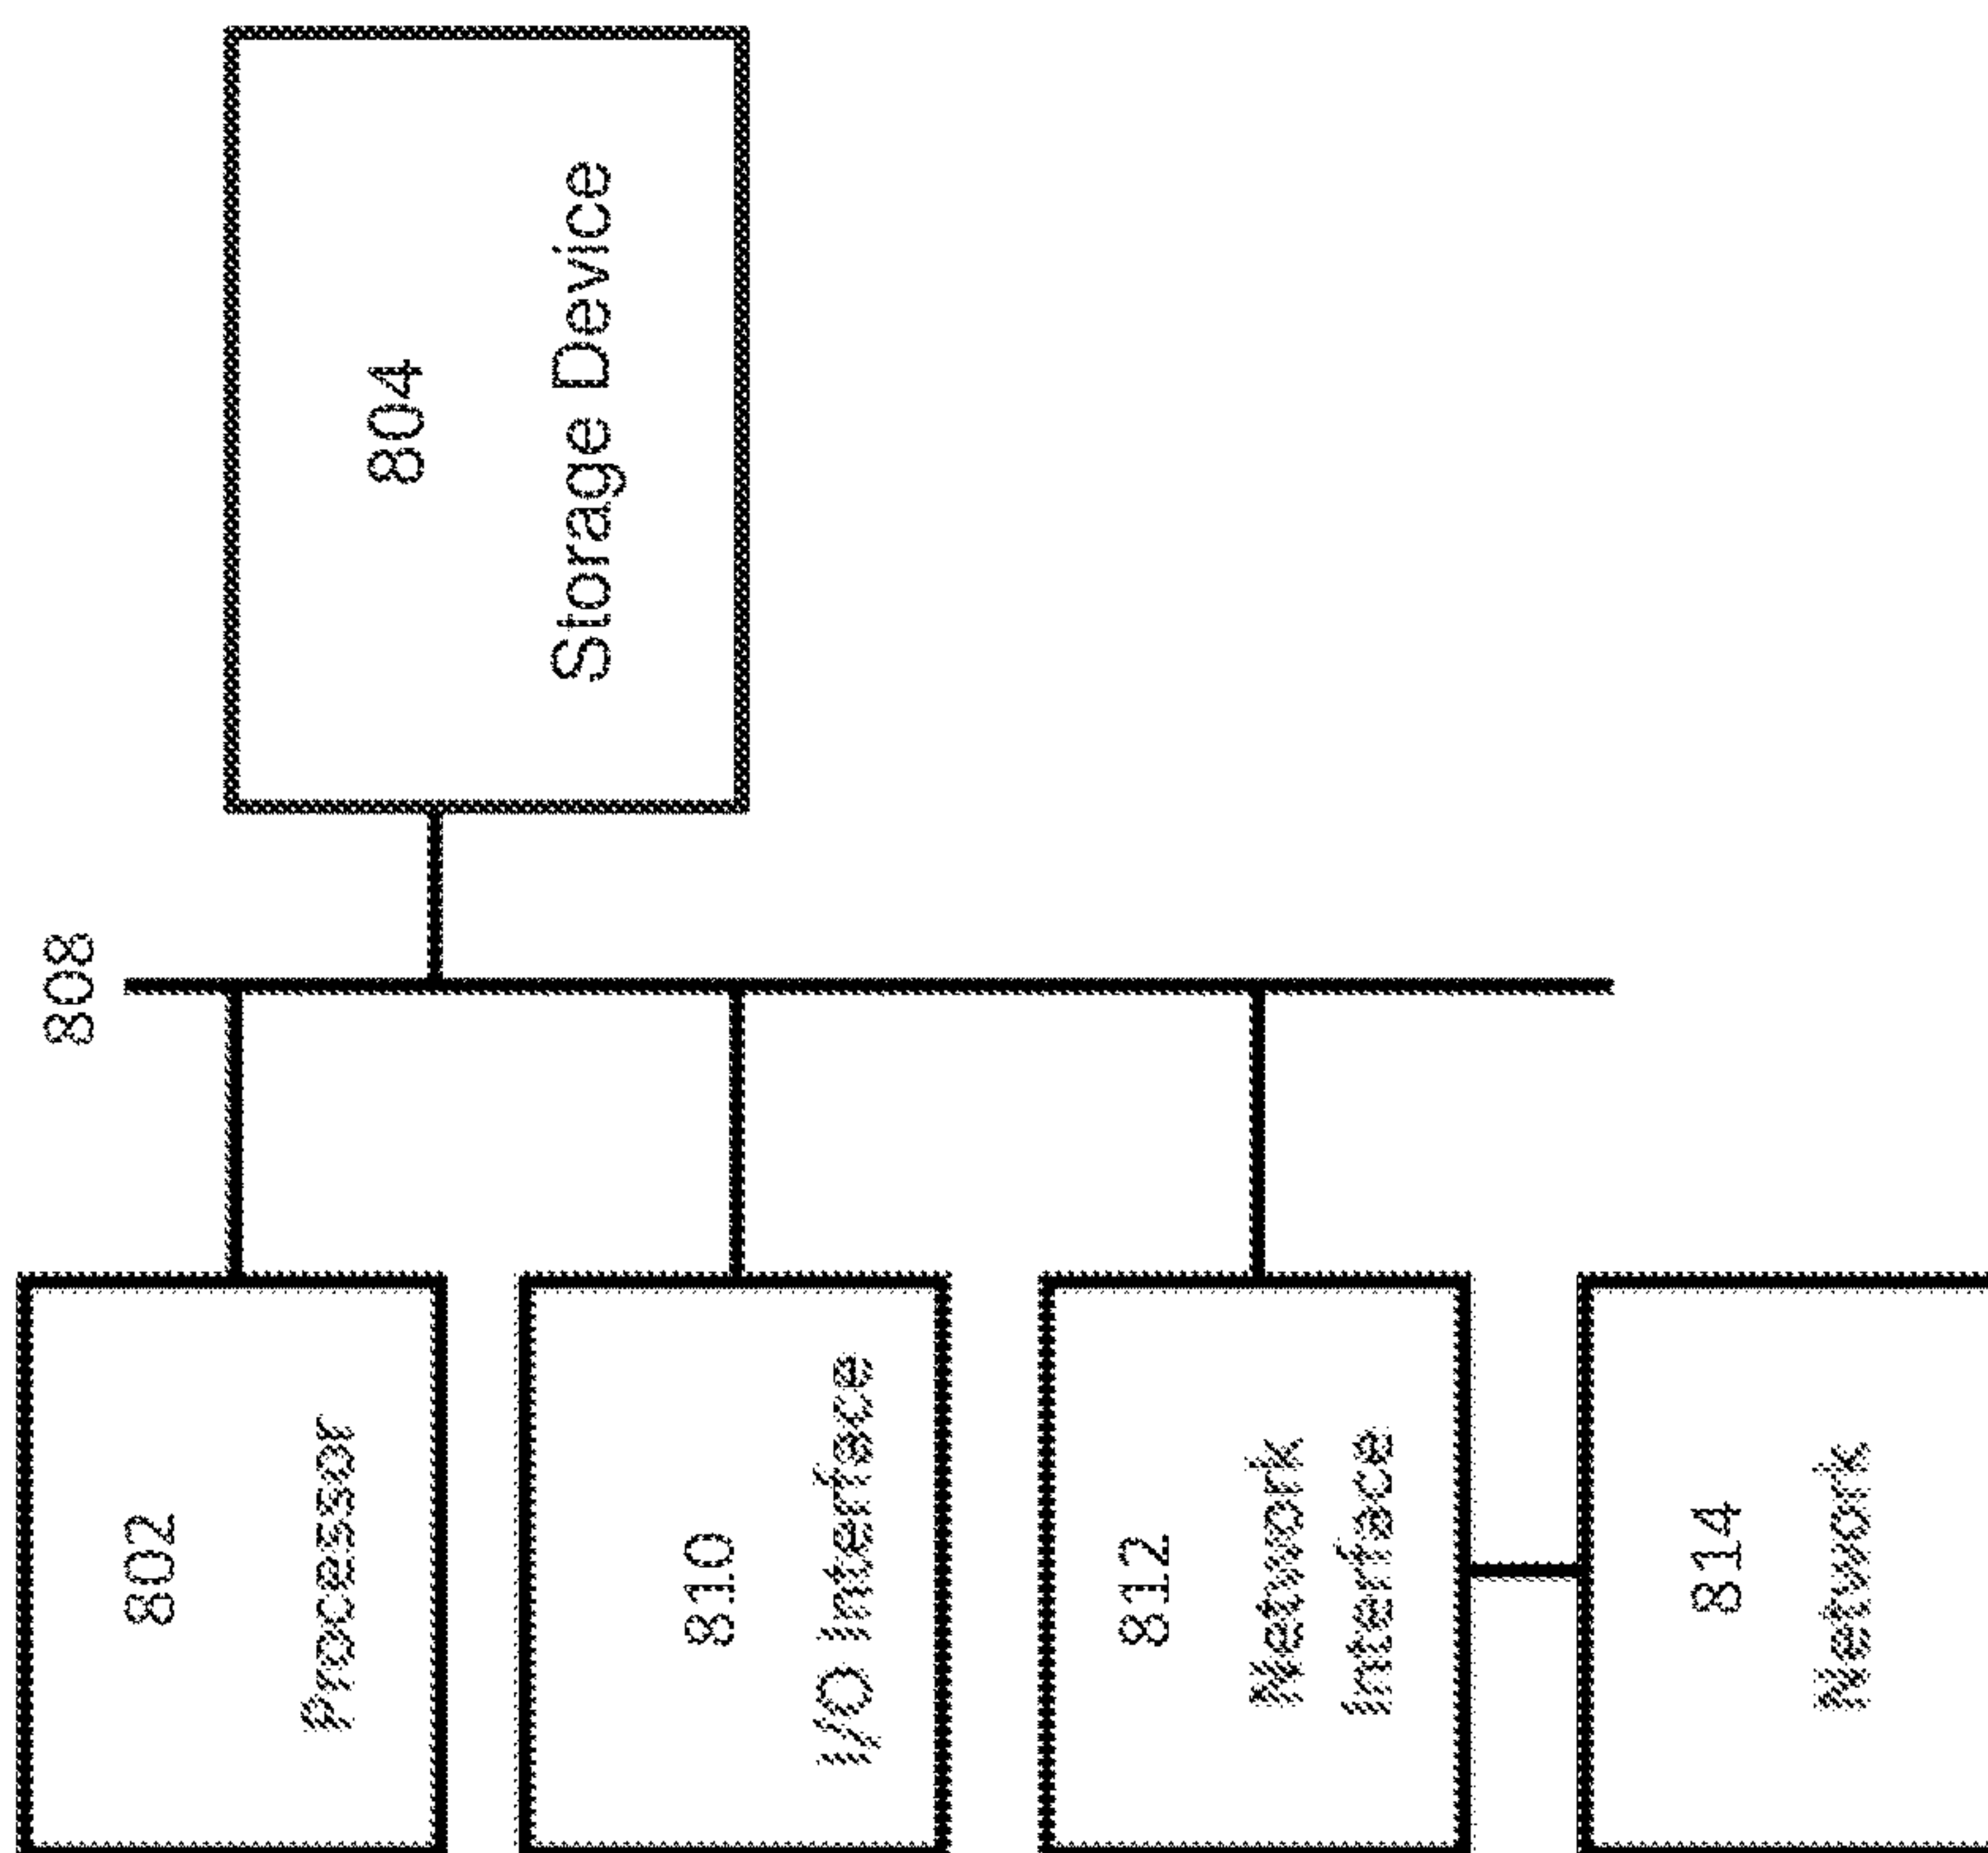 808
802
Processor
804
Storage Device
810
I/O Interface
812
Network
Interface
814
Network